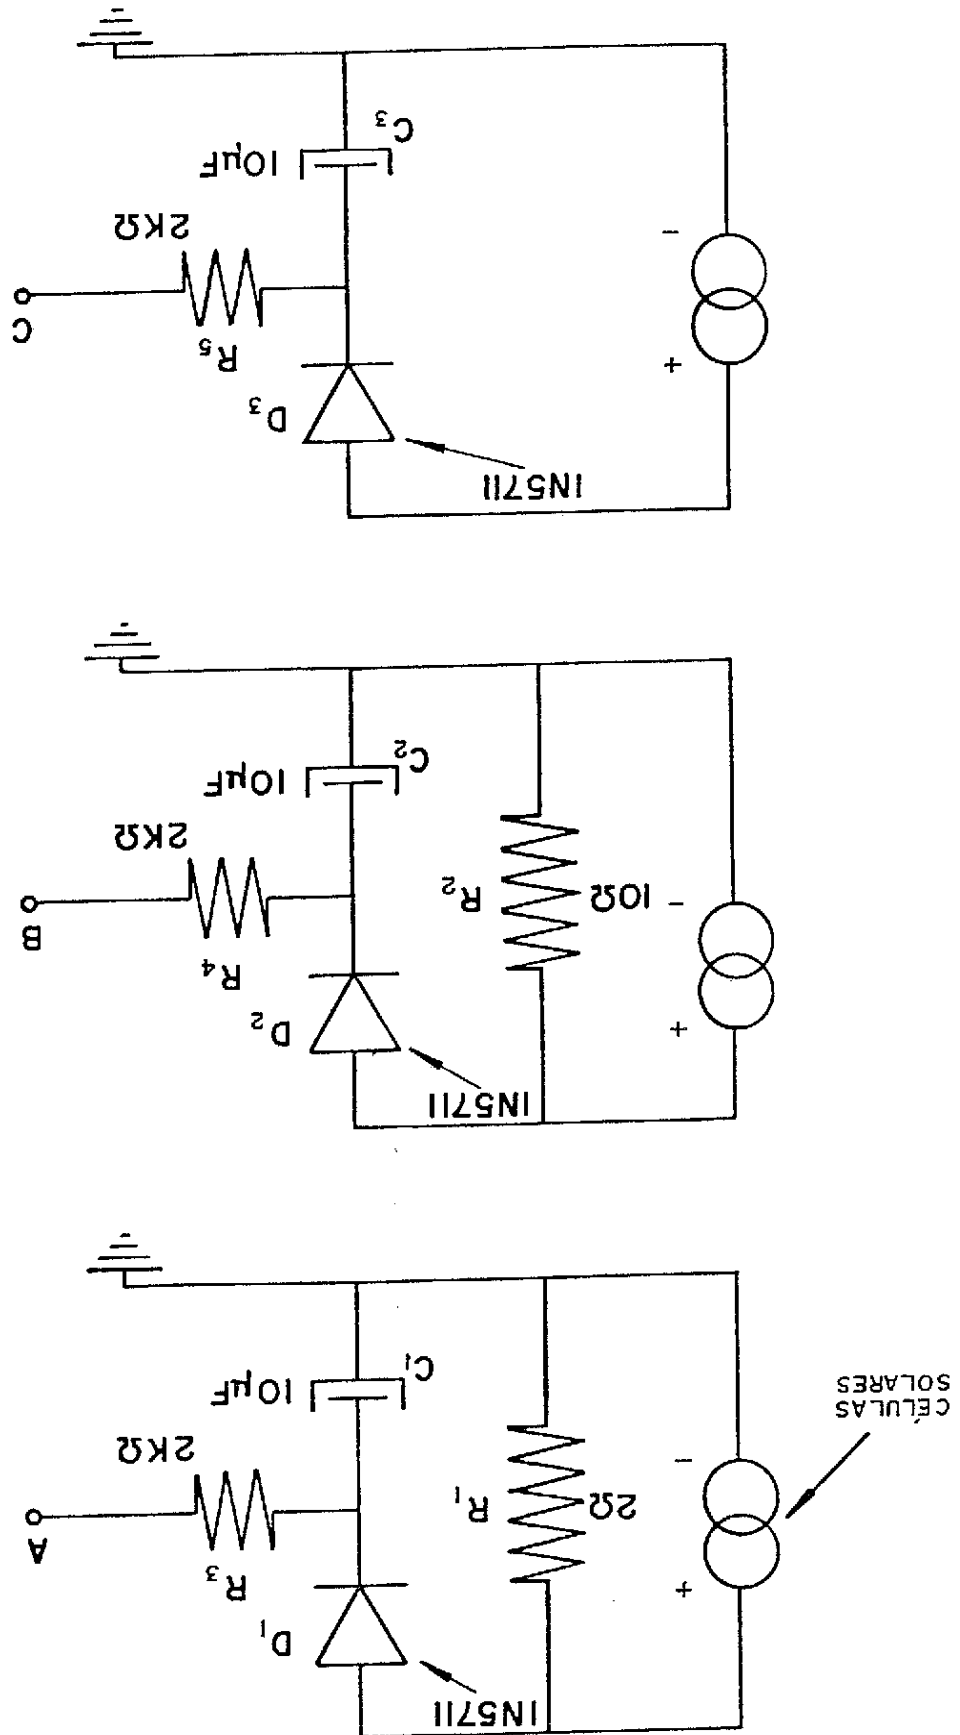 CÉLULAS
SOLARES
+
-
2Ω
R1
1N5711
D1
R3
2KΩ
A
10μF
C1
+
-
10Ω
R2
1N5711
D2
R4
2KΩ
B
10μF
C2
+
-
1N5711
D3
R5
2KΩ
C
10μF
C3